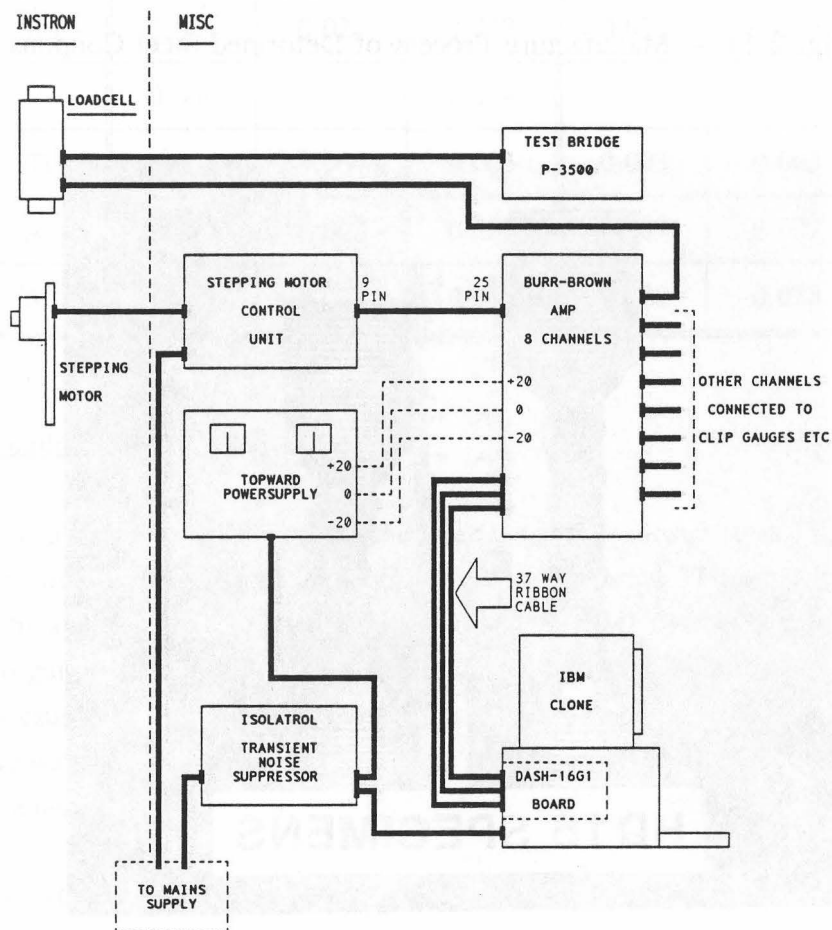 INSTRON
MISC
LOADCELL
TEST BRIDGE
P-3500
STEPPING MOTOR
CONTROL
UNIT
9
PIN
25
PIN
BURR-BROWN
AMP
8 CHANNELS
STEPPING
MOTOR
+20
0
-20
OTHER CHANNELS
CONNECTED TO
CLIP GAUGES ETC
TOPWARD
POWERSUPPLY
+20
0
-20
37 WAY
RIBBON
CABLE
IBM
CLONE
ISOLATROL
TRANSIENT
NOISE
SUPPRESSOR
DASH-16G1
BOARD
TO MAINS
SUPPLY